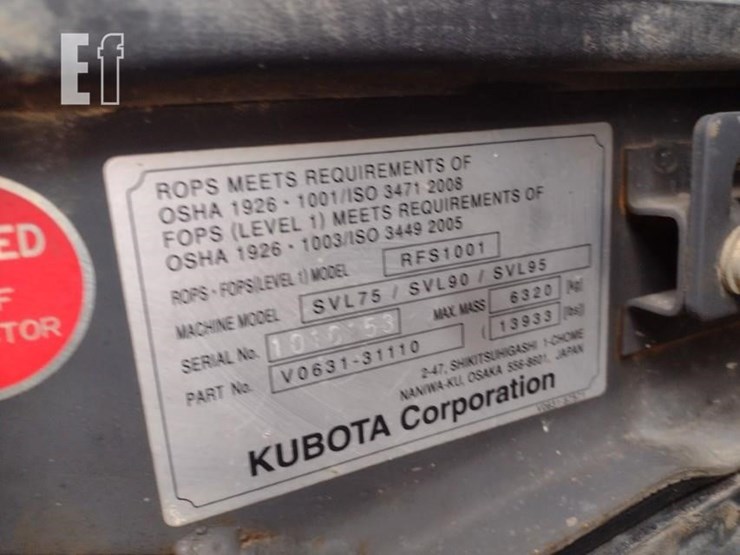 Ef
ROPS MEETS REQUIREMENTS OF
OSHA 1926 · 1001/ISO 3471 2008
FOPS (LEVEL 1) MEETS REQUIREMENTS OF
OSHA 1926 · 1003/ISO 3449 2005
ROPS · FOPS(LEVEL 1) MODEL RFS1001
MACHINE MODEL SVL75 / SVL90 / SVL95
SERIAL No. MAX. MASS 6320 [kg]
( 13933 [lbs])
PART No. V0631-31110
2-47, SHIKITSUHIGASHI 1-CHOME
NANIWA-KU, OSAKA 556-8601, JAPAN
KUBOTA Corporation
ED
F
TOR